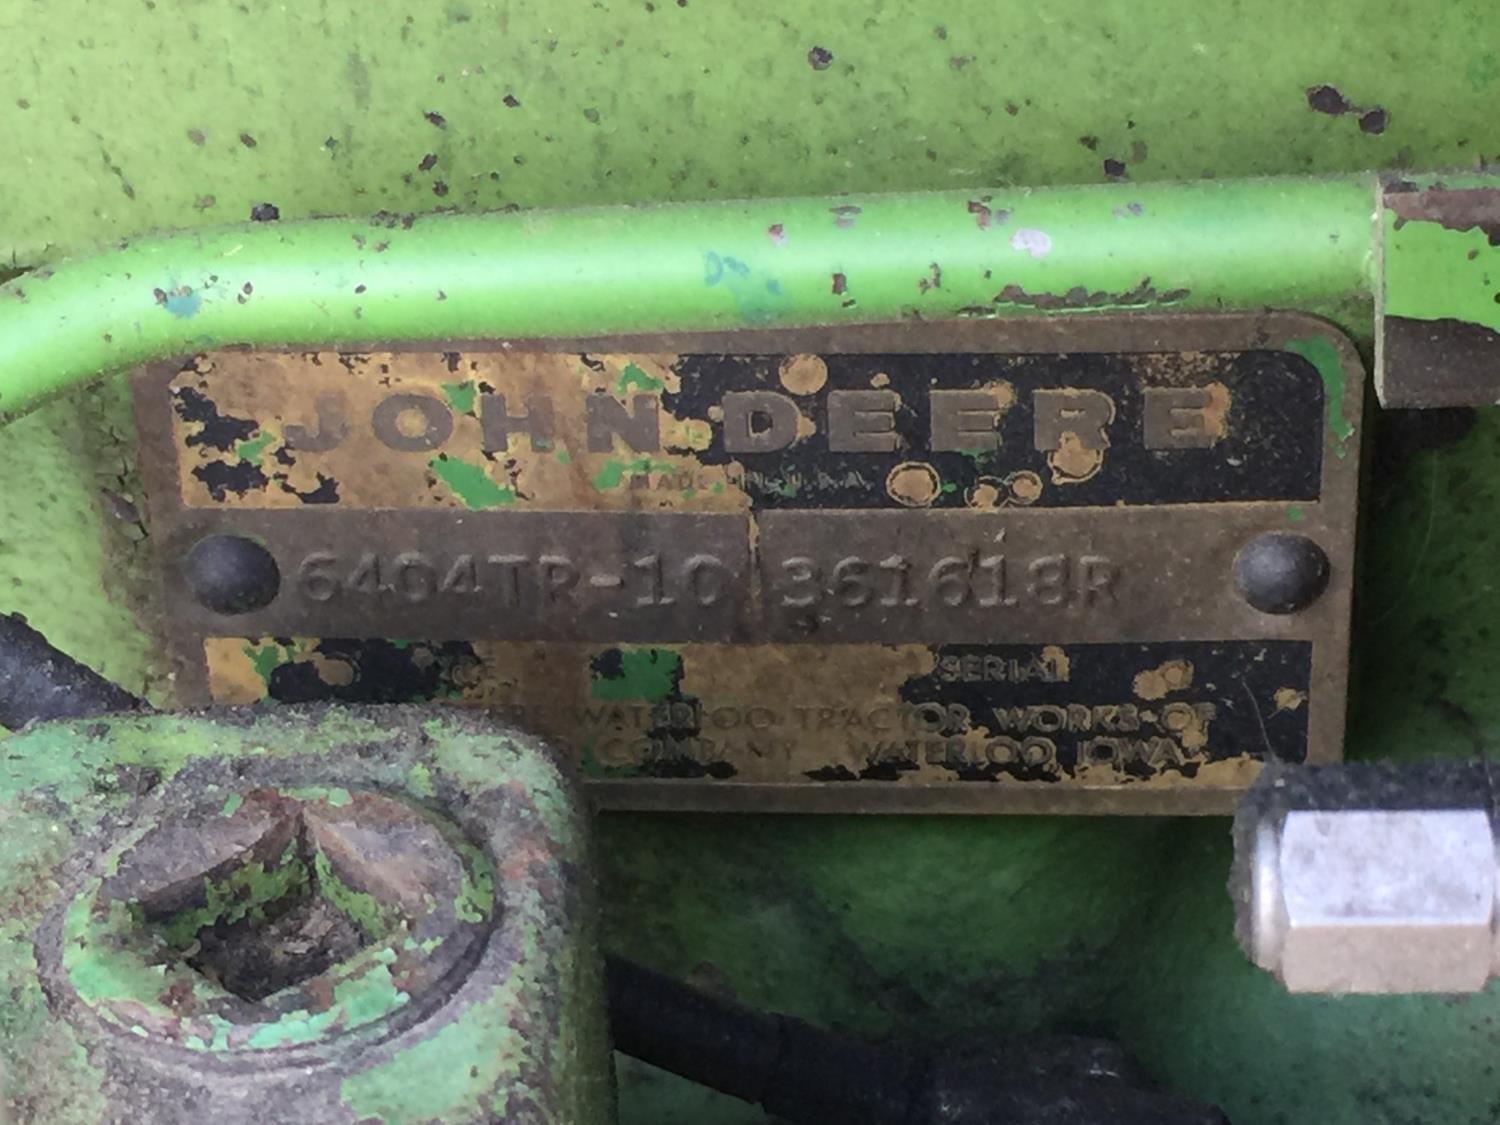 JOHN DEERE
MADE IN U.S.A.
6404TR-10 361618R
SERIAL
WATERLOO TRACTOR WORKS OF
COMPANY WATERLOO IOWA